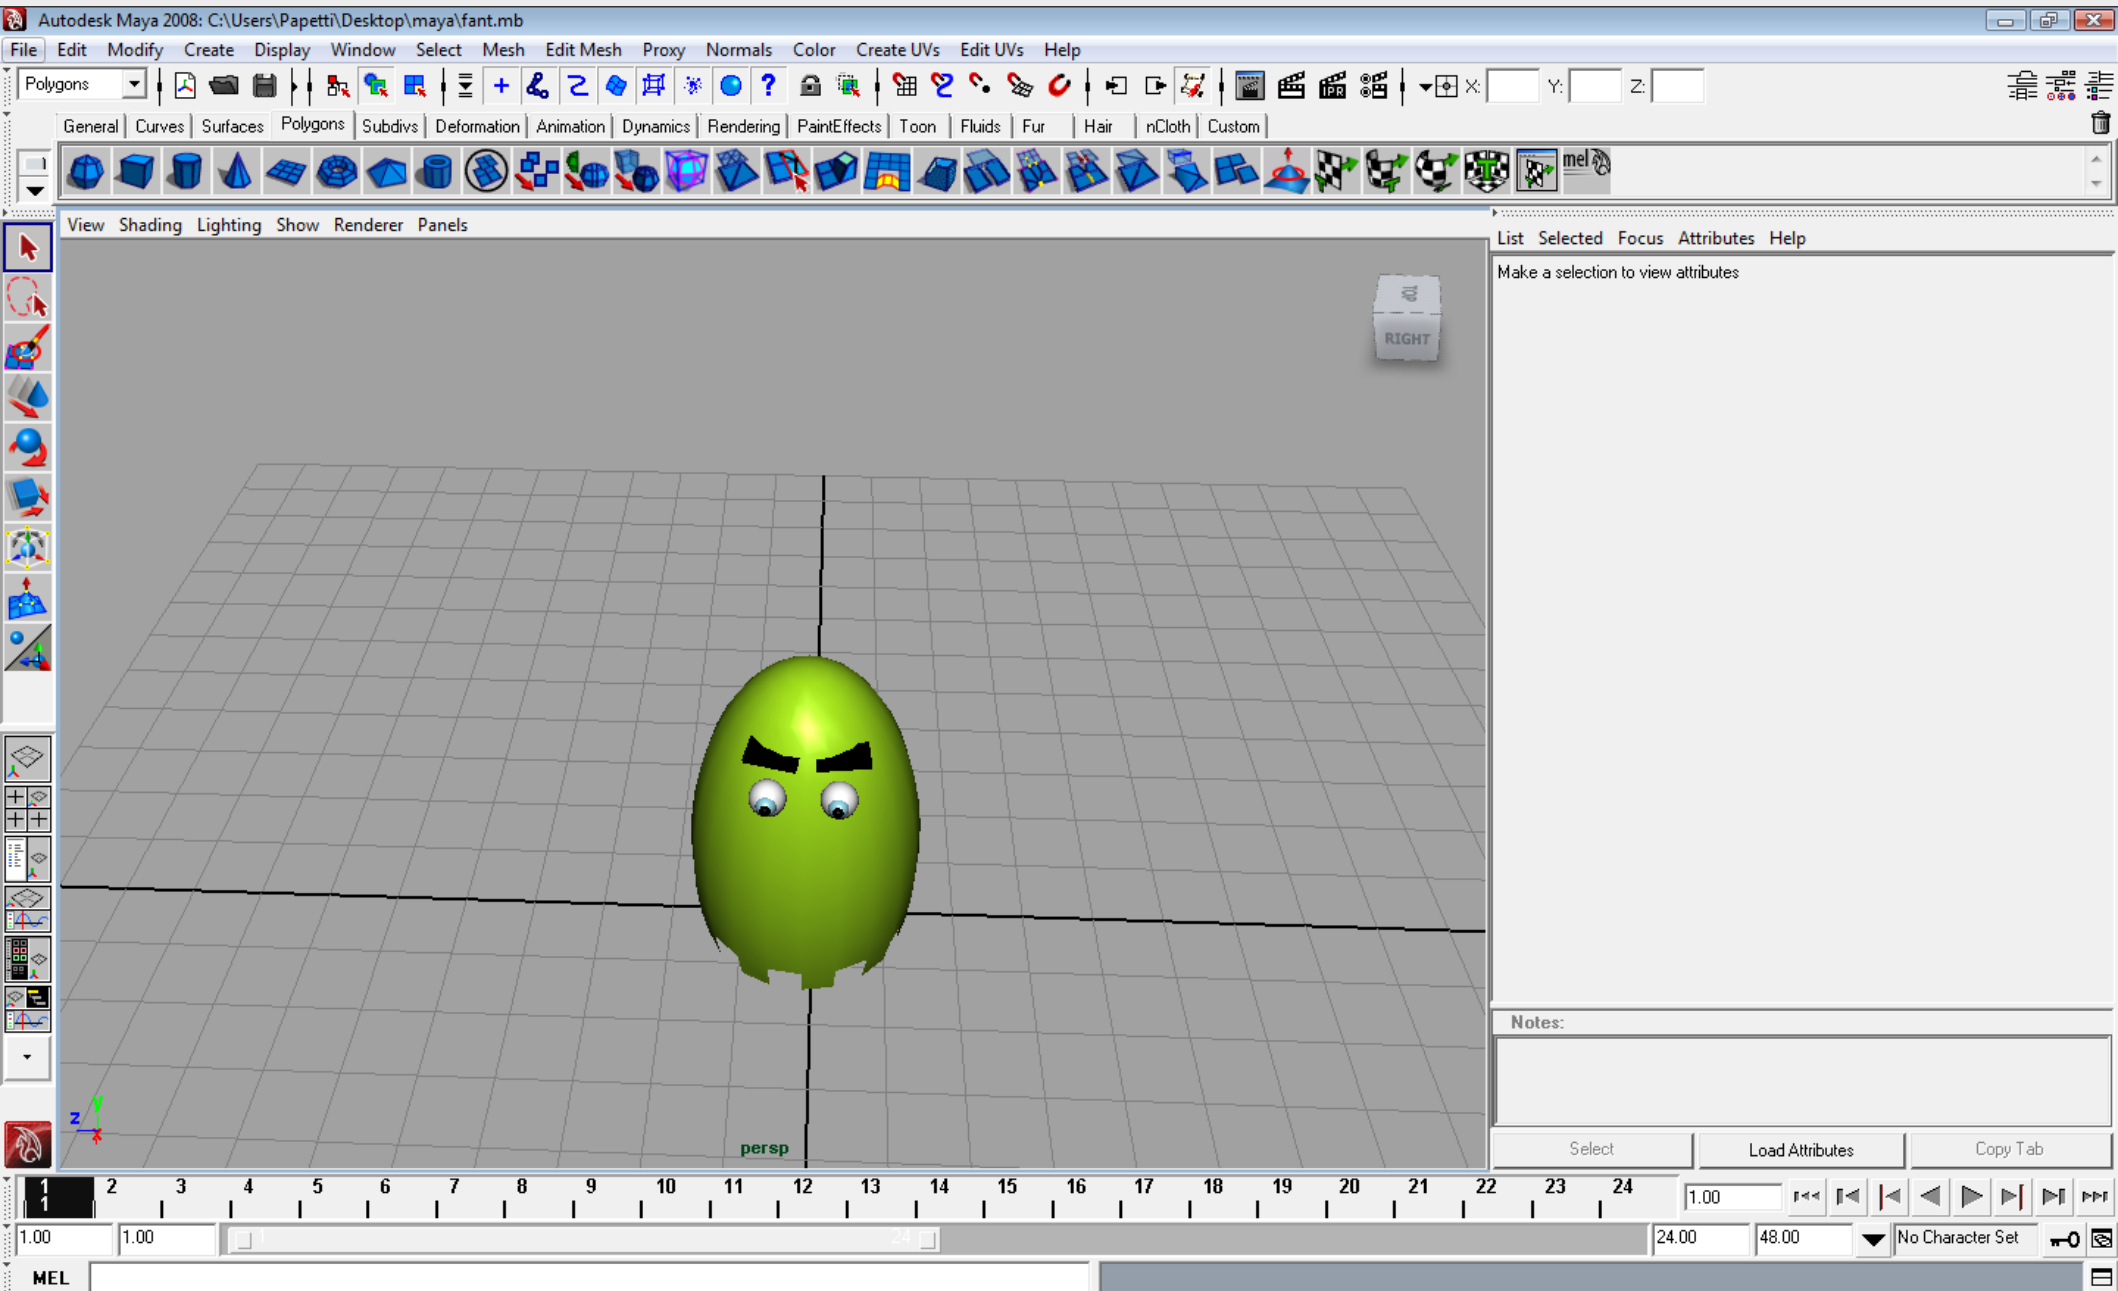 Autodesk Maya 2008: C:\Users\Papetti\Desktop\maya\fant.mb
File Edit Modify Create Display Window Select Mesh Edit Mesh Proxy Normals Color Create UVs Edit UVs Help
Polygons IPR X: Y: Z:
General Curves Surfaces Polygons Subdivs Deformation Animation Dynamics Rendering PaintEffects Toon Fluids Fur Hair nCloth Custom
mel
View Shading Lighting Show Renderer Panels
List Selected Focus Attributes Help
Make a selection to view attributes
TOP
RIGHT
Notes:
y
z
x
persp
Select Load Attributes Copy Tab
1 2 3 4 5 6 7 8 9 10 11 12 13 14 15 16 17 18 19 20 21 22 23 24
1 1.00
1.00 1.00 1 24 24.00 48.00 No Character Set
MEL